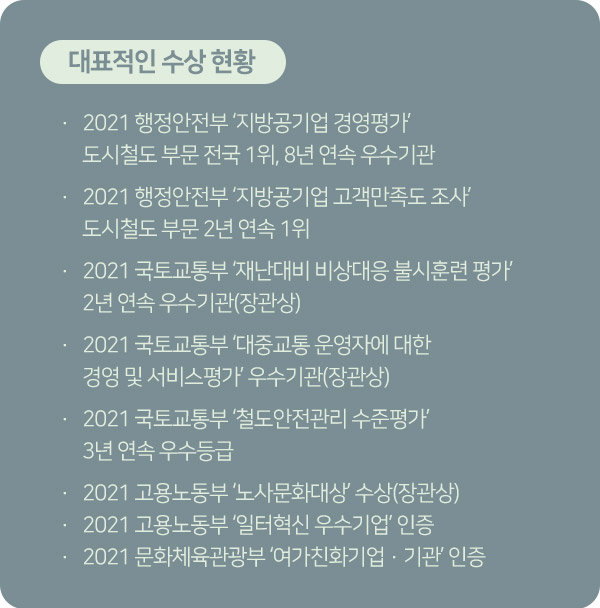 대표적인 수상 현황
· 2021 행정안전부 ‘지방공기업 경영평가’
도시철도 부문 전국 1위, 8년 연속 우수기관
· 2021 행정안전부 ‘지방공기업 고객만족도 조사’
도시철도 부문 2년 연속 1위
· 2021 국토교통부 ‘재난대비 비상대응 불시훈련 평가’
2년 연속 우수기관(장관상)
· 2021 국토교통부 ‘대중교통 운영자에 대한
경영 및 서비스평가’ 우수기관(장관상)
· 2021 국토교통부 ‘철도안전관리 수준평가’
3년 연속 우수등급
· 2021 고용노동부 ‘노사문화대상’ 수상(장관상)
· 2021 고용노동부 ‘일터혁신 우수기업’ 인증
· 2021 문화체육관광부 ‘여가친화기업 · 기관’ 인증